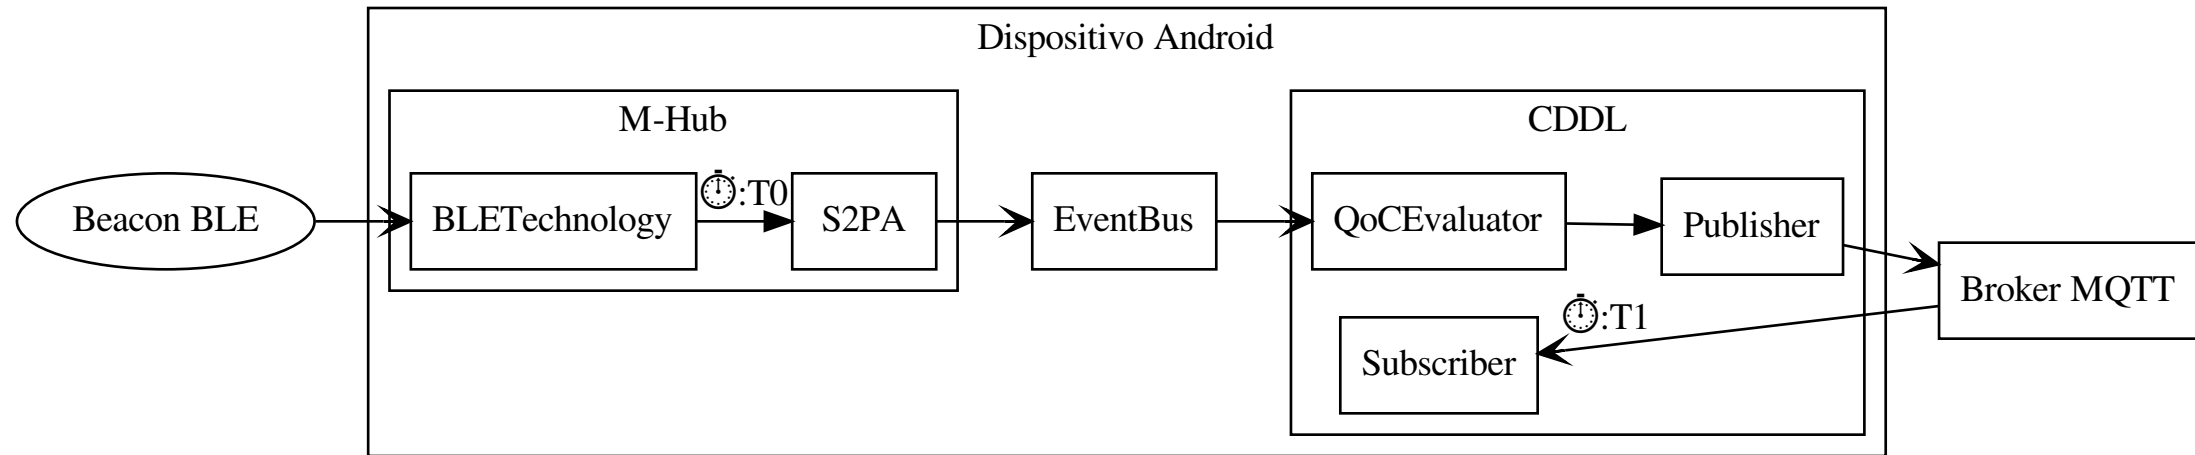 Dispositivo Android
M-Hub
CDDL
Beacon BLE
BLETechnology
⏱:T0
S2PA
EventBus
QoCEvaluator
Publisher
Broker MQTT
⏱:T1
Subscriber